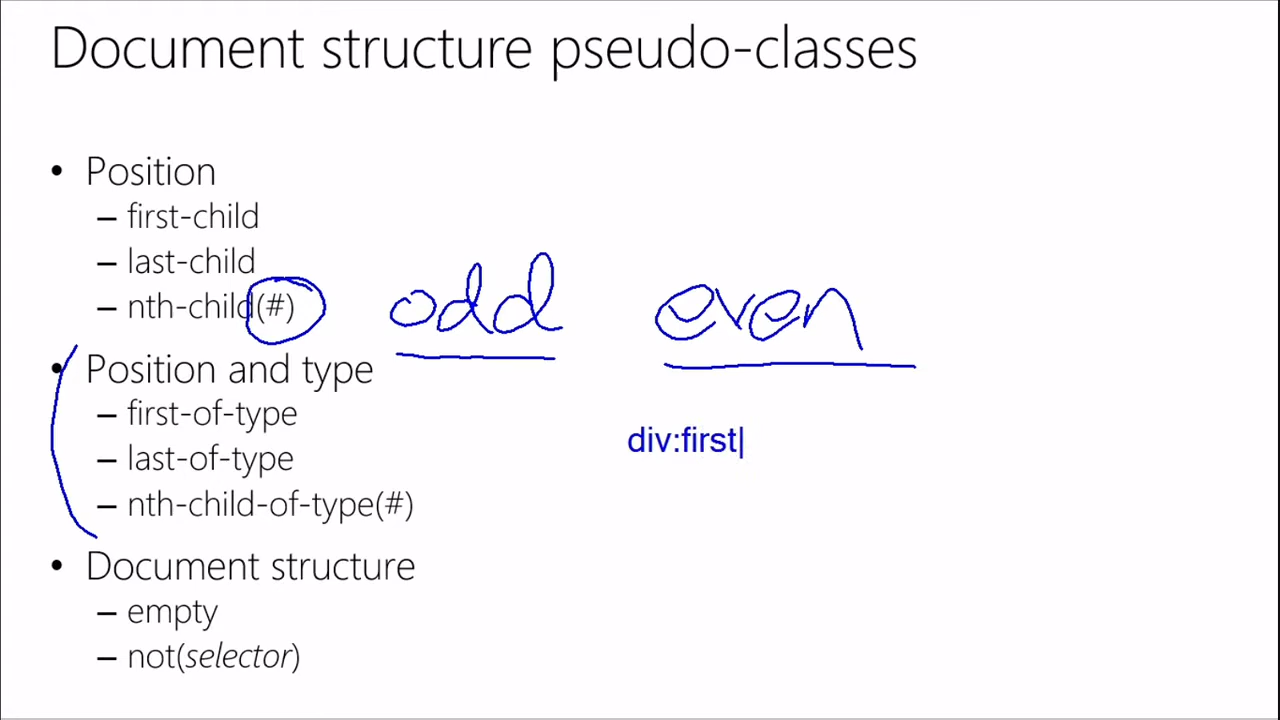 Document structure pseudo-classes
• Position
– first-child
– last-child
– nth-child(#) odd even
• Position and type
– first-of-type
div:first|
– last-of-type
– nth-child-of-type(#)
• Document structure
– empty
– not(selector)